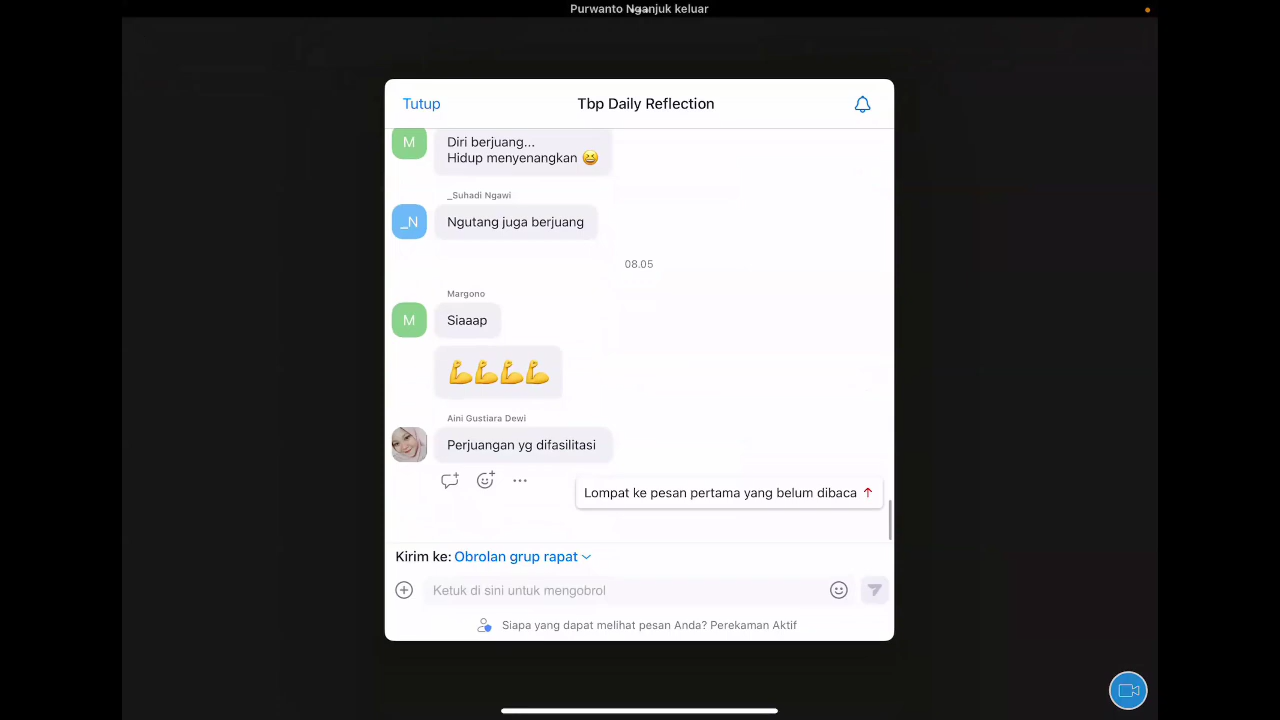 Purwanto Nganjuk keluar
Tutup
Tbp Daily Reflection
M
Diri berjuang...
Hidup menyenangkan 😆
_Suhadi Ngawi
_N
Ngutang juga berjuang
08.05
Margono
M
Siaaap
💪💪💪💪
Aini Gustiara Dewi
Perjuangan yg difasilitasi
Lompat ke pesan pertama yang belum dibaca ↑
Kirim ke: Obrolan grup rapat
Ketuk di sini untuk mengobrol
Siapa yang dapat melihat pesan Anda? Perekaman Aktif